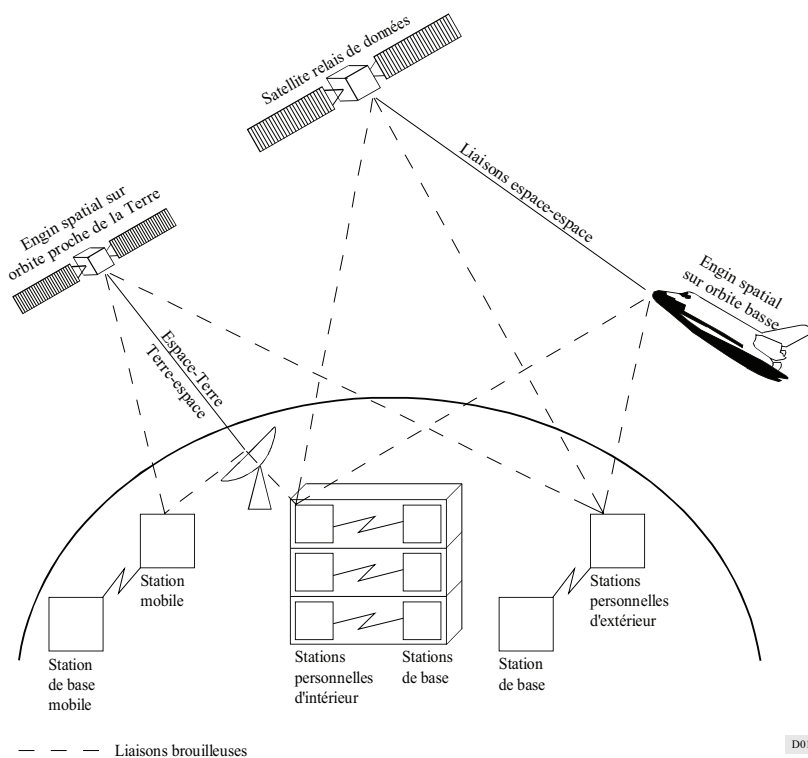 Satellite relais de données
Liaisons espace-espace
Engin spatial sur
orbite proche de la Terre
Engin spatial
sur orbite basse
Espace-Terre
Terre-espace
Station
mobile
Stations
personnelles
d'extérieur
Station
de base
mobile
Stations
personnelles
d'intérieur
Stations
de base
Station
de base
Liaisons brouilleuses
D01